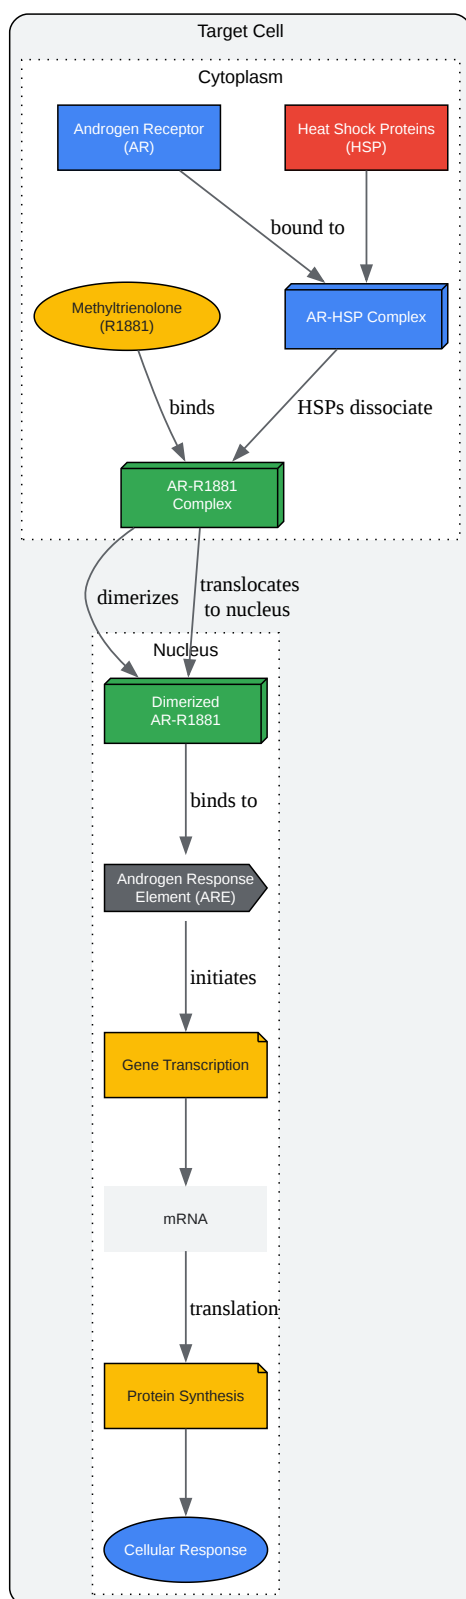 Target Cell
Cytoplasm
Androgen Receptor
(AR)
Heat Shock Proteins
(HSP)
bound to
Methyltrienolone
(R1881)
AR-HSP Complex
binds
HSPs dissociate
AR-R1881
Complex
dimerizes
translocates
to nucleus
Nucleus
Dimerized
AR-R1881
binds to
Androgen Response
Element (ARE)
initiates
Gene Transcription
mRNA
translation
Protein Synthesis
Cellular Response